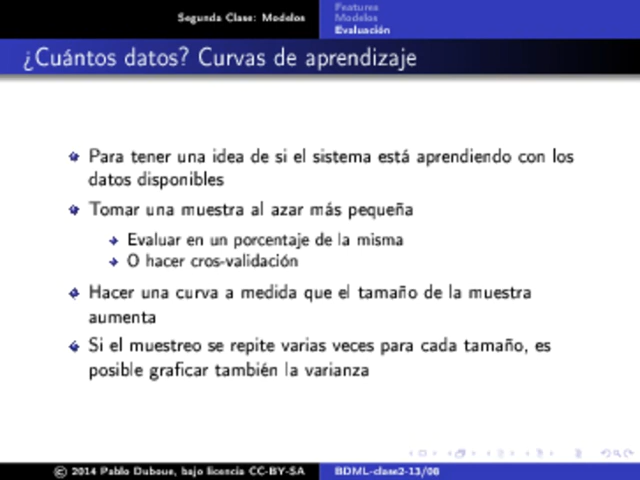 Segunda Clase: Modelos
Features
Modelos
Evaluación
¿Cuántos datos? Curvas de aprendizaje
Para tener una idea de si el sistema está aprendiendo con los
datos disponibles
Tomar una muestra al azar más pequeña
Evaluar en un porcentaje de la misma
O hacer cros-validación
Hacer una curva a medida que el tamaño de la muestra
aumenta
Si el muestreo se repite varias veces para cada tamaño, es
posible graficar también la varianza
© 2014 Pablo Duboue, bajo licencia CC-BY-SA
BDML-clase2-13/08